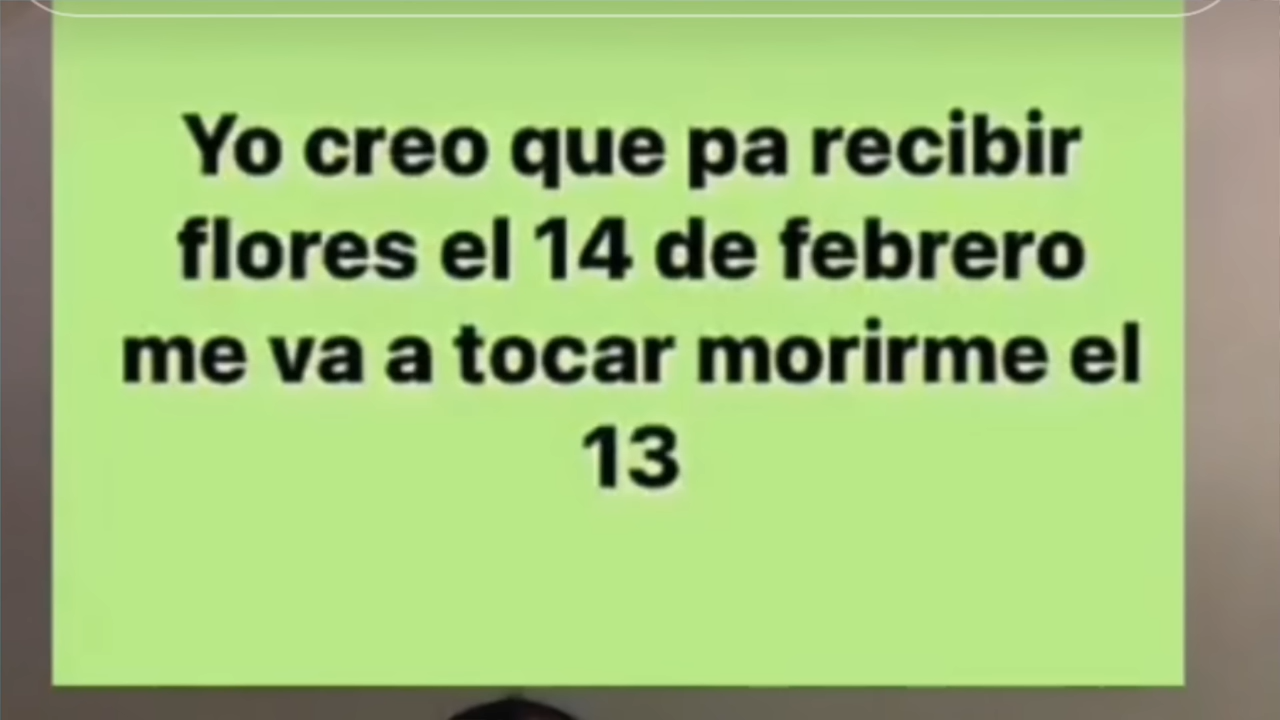 Yo creo que pa recibir
flores el 14 de febrero
me va a tocar morirme el
13